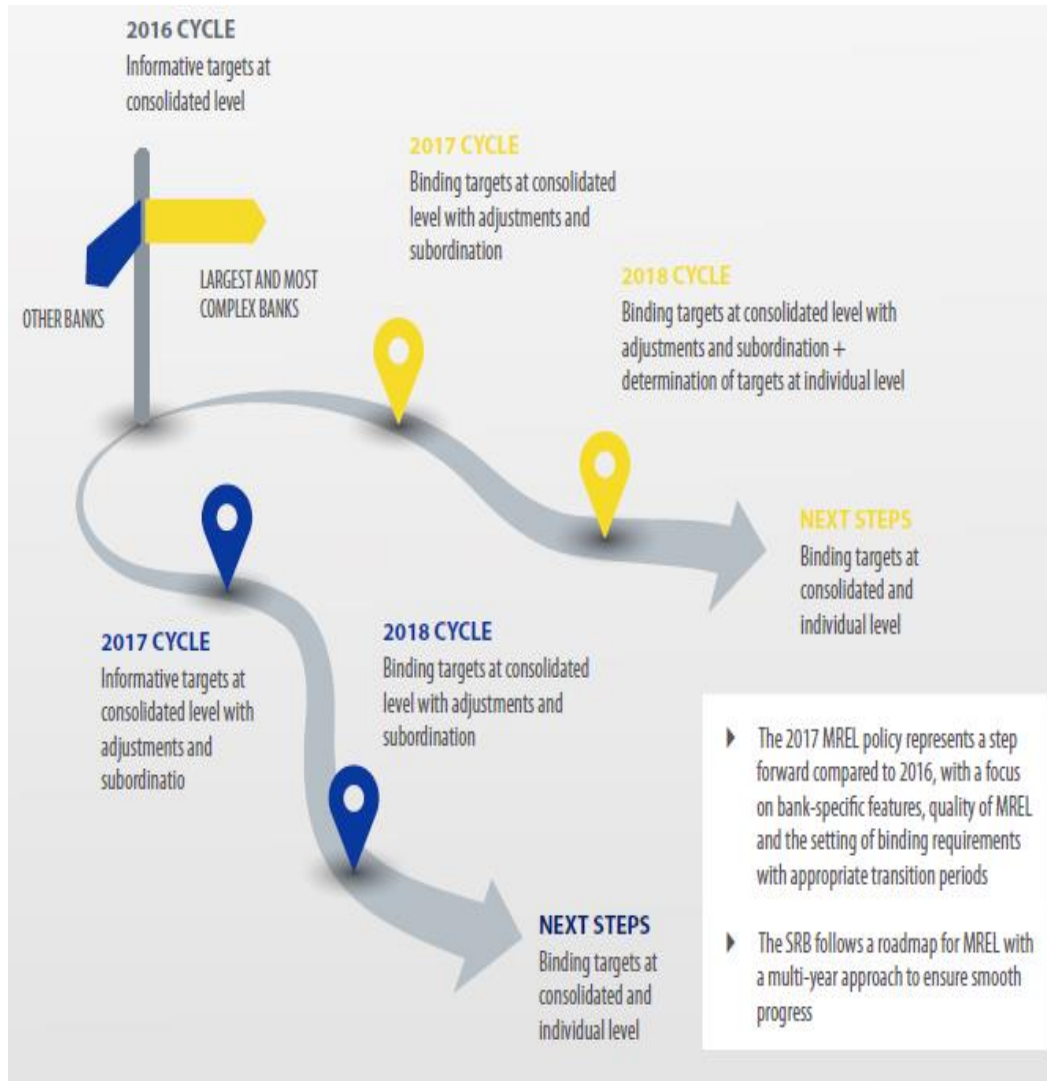 2016 CYCLE
Informative targets at
consolidated level
OTHER BANKS
LARGEST AND MOST
COMPLEX BANKS
2017 CYCLE
Binding targets at consolidated
level with adjustments and
subordination
2018 CYCLE
Binding targets at consolidated level with
adjustments and subordination +
determination of targets at individual level
NEXT STEPS
Binding targets at
consolidated and
individual level
2017 CYCLE
Informative targets at
consolidated level with
adjustments and
subordinatio
2018 CYCLE
Binding targets at consolidated
level with adjustments and
subordination
NEXT STEPS
Binding targets at
consolidated and
individual level
The 2017 MREL policy represents a step
forward compared to 2016, with a focus
on bank-specific features, quality of MREL
and the setting of binding requirements
with appropriate transition periods
The SRB follows a roadmap for MREL with
a multi-year approach to ensure smooth
progress